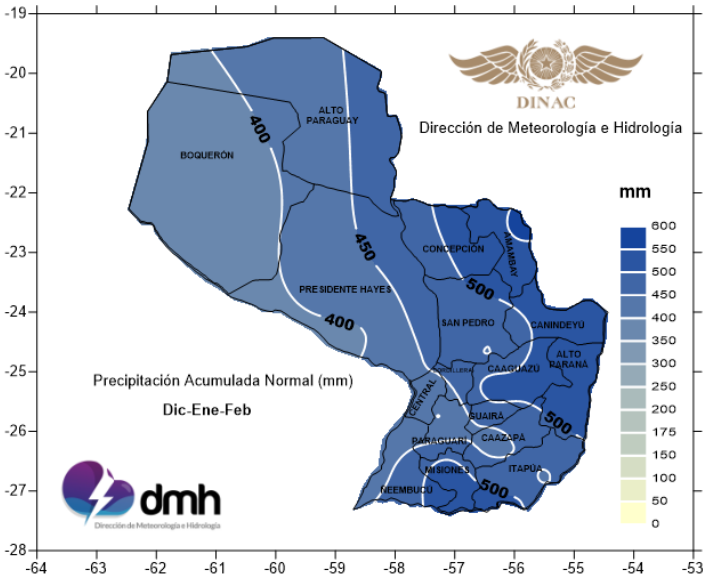 -19
-20
-21
-22
-23
-24
-25
-26
-27
-28
-64
-63
-62
-61
-60
-59
-58
-57
-56
-55
-54
-53
DINAC
Dirección de Meteorología e Hidrología
mm
600
550
500
450
400
350
300
250
200
175
150
100
50
0
ALTO
PARAGUAY
BOQUERÓN
400
450
PRESIDENTE HAYES
400
CONCEPCIÓN
AMAMBAY
500
SAN PEDRO
CANINDEYÚ
CORDILLERA
CAAGUAZÚ
ALTO
PARANÁ
CENTRAL
GUAIRÁ
500
PARAGUARÍ
CAAZAPÁ
MISIONES
ITAPÚA
ÑEEMBUCÚ
500
Precipitación Acumulada Normal (mm)
Dic-Ene-Feb
dmh
Dirección de Meteorología e Hidrología